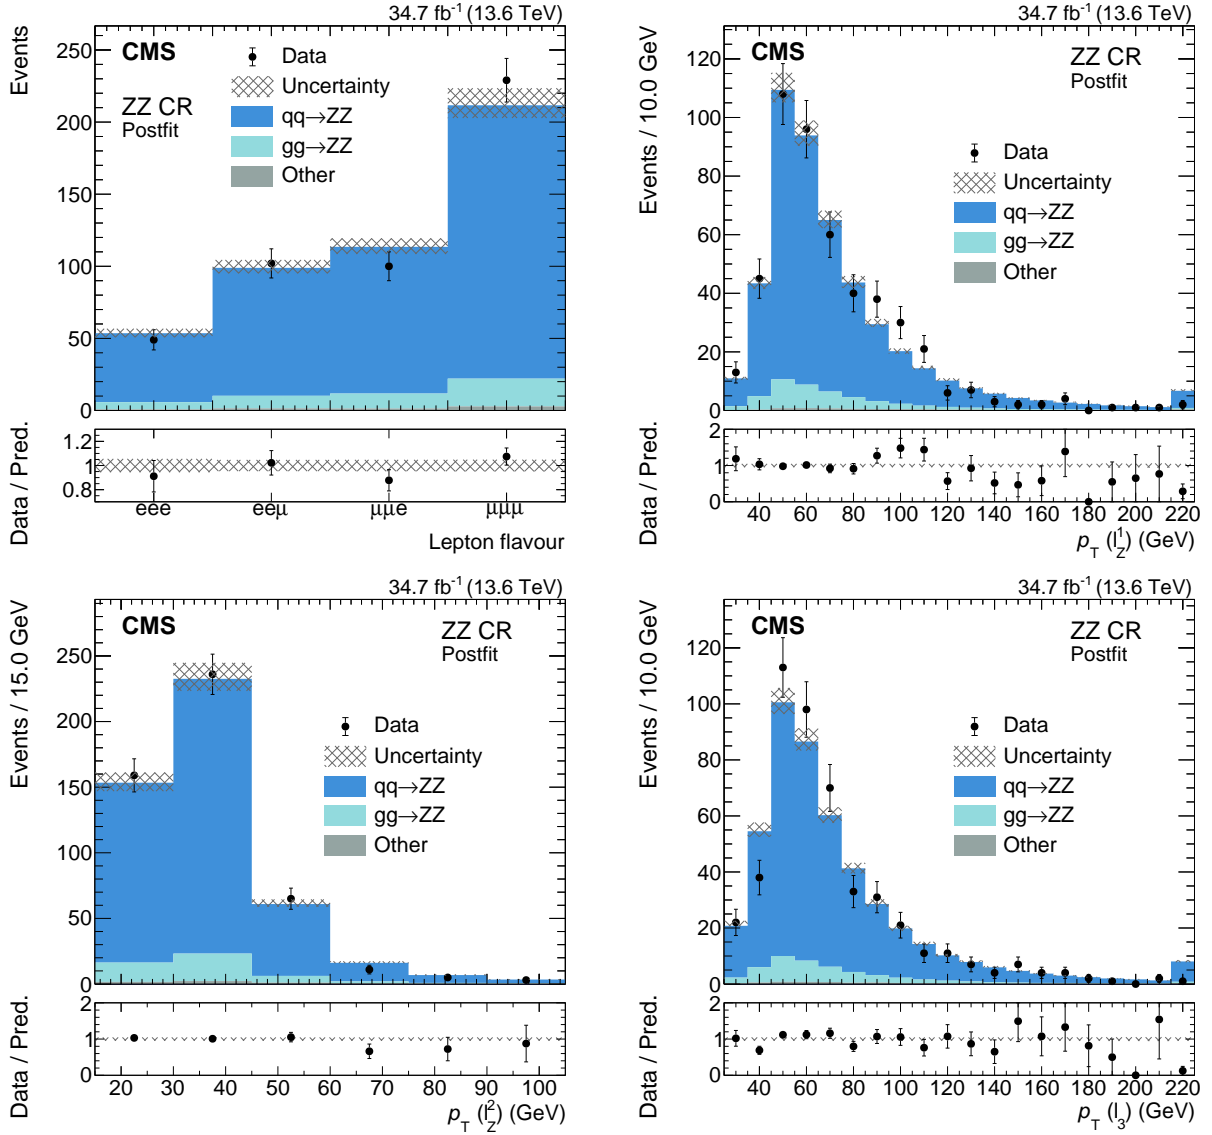 34.7 fb⁻¹ (13.6 TeV)
Events
CMS
ZZ CR
Postfit
Data
Uncertainty
qq→ZZ
gg→ZZ
Other
250
200
150
100
50
0
Data / Pred.
1.2
1
0.8
eee eeμ μμe μμμ
Lepton flavour
34.7 fb⁻¹ (13.6 TeV)
Events / 10.0 GeV
CMS
ZZ CR
Postfit
Data
Uncertainty
qq→ZZ
gg→ZZ
Other
120
100
80
60
40
20
0
Data / Pred.
2
1
0
40 60 80 100 120 140 160 180 200 220
p_T (l_Z^1) (GeV)
34.7 fb⁻¹ (13.6 TeV)
Events / 15.0 GeV
CMS
ZZ CR
Postfit
Data
Uncertainty
qq→ZZ
gg→ZZ
Other
250
200
150
100
50
0
Data / Pred.
2
1
0
20 30 40 50 60 70 80 90 100
p_T (l_Z^2) (GeV)
34.7 fb⁻¹ (13.6 TeV)
Events / 10.0 GeV
CMS
ZZ CR
Postfit
Data
Uncertainty
qq→ZZ
gg→ZZ
Other
120
100
80
60
40
20
0
Data / Pred.
2
1
0
40 60 80 100 120 140 160 180 200 220
p_T (l_3) (GeV)